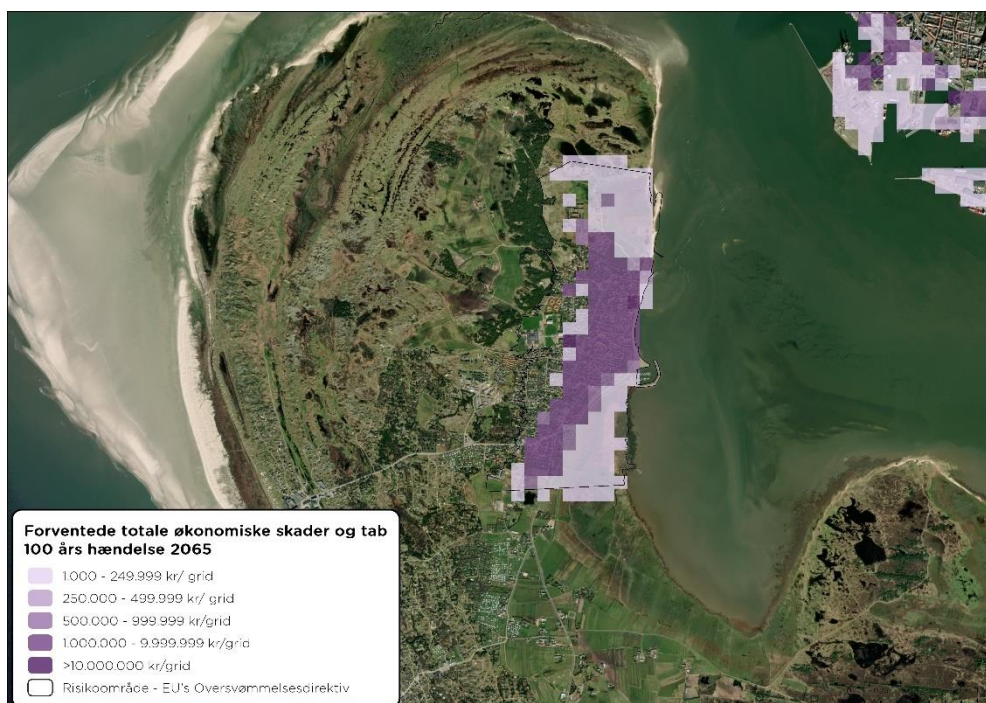 Forventede totale økonomiske skader og tab
100 års hændelse 2065
1.000 - 249.999 kr/ grid
250.000 - 499.999 kr/ grid
500.000 - 999.999 kr/grid
1.000.000 - 9.999.999 kr/grid
>10.000.000 kr/grid
Risikoområde - EU's Oversvømmelsesdirektiv